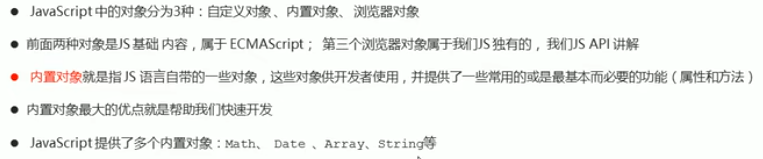 ● JavaScript 中的对象分为3种：自定义对象、内置对象、 浏览器对象
● 前面两种对象是JS 基础 内容，属于 ECMAScript； 第三个浏览器对象属于我们JS 独有的， 我们JS API 讲解
● 内置对象就是指 JS 语言自带的一些对象，这些对象供开发者使用，并提供了一些常用的或是最基本而必要的功能（属性和方法）
● 内置对象最大的优点就是帮助我们快速开发
● JavaScript 提供了多个内置对象：Math、 Date 、Array、String等